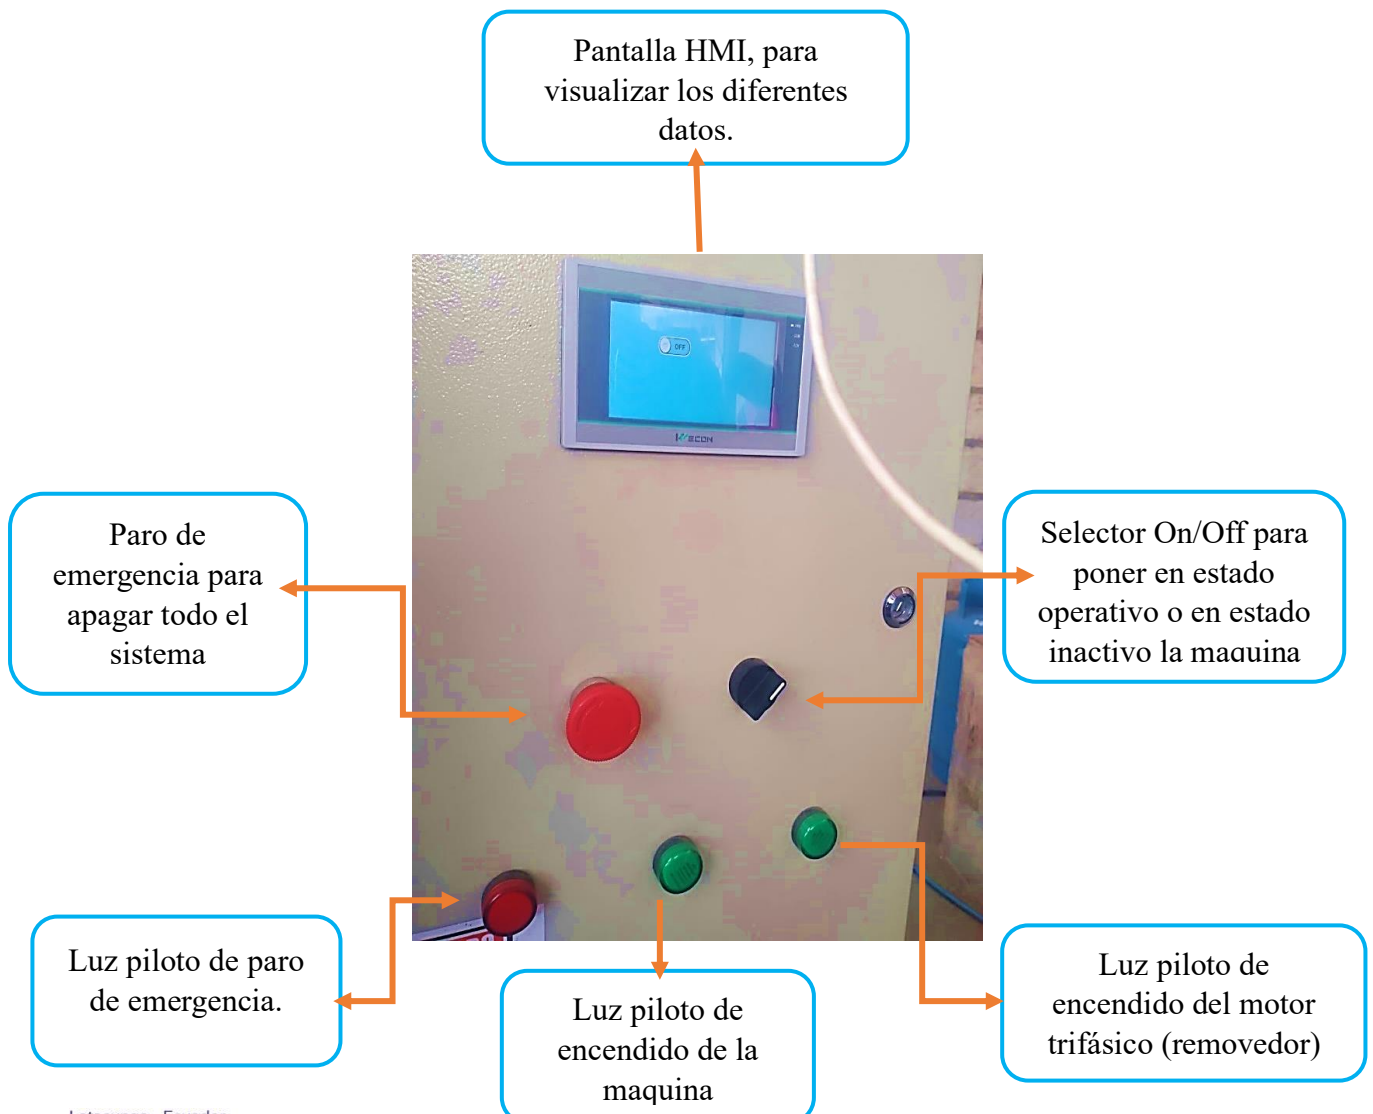 Pantalla HMI, para
visualizar los diferentes
datos.
OFF
WECON
Paro de
emergencia para
apagar todo el
sistema
Selector On/Off para
poner en estado
operativo o en estado
inactivo la maquina
Luz piloto de paro
de emergencia.
Luz piloto de
encendido de la
maquina
Luz piloto de
encendido del motor
trifásico (removedor)